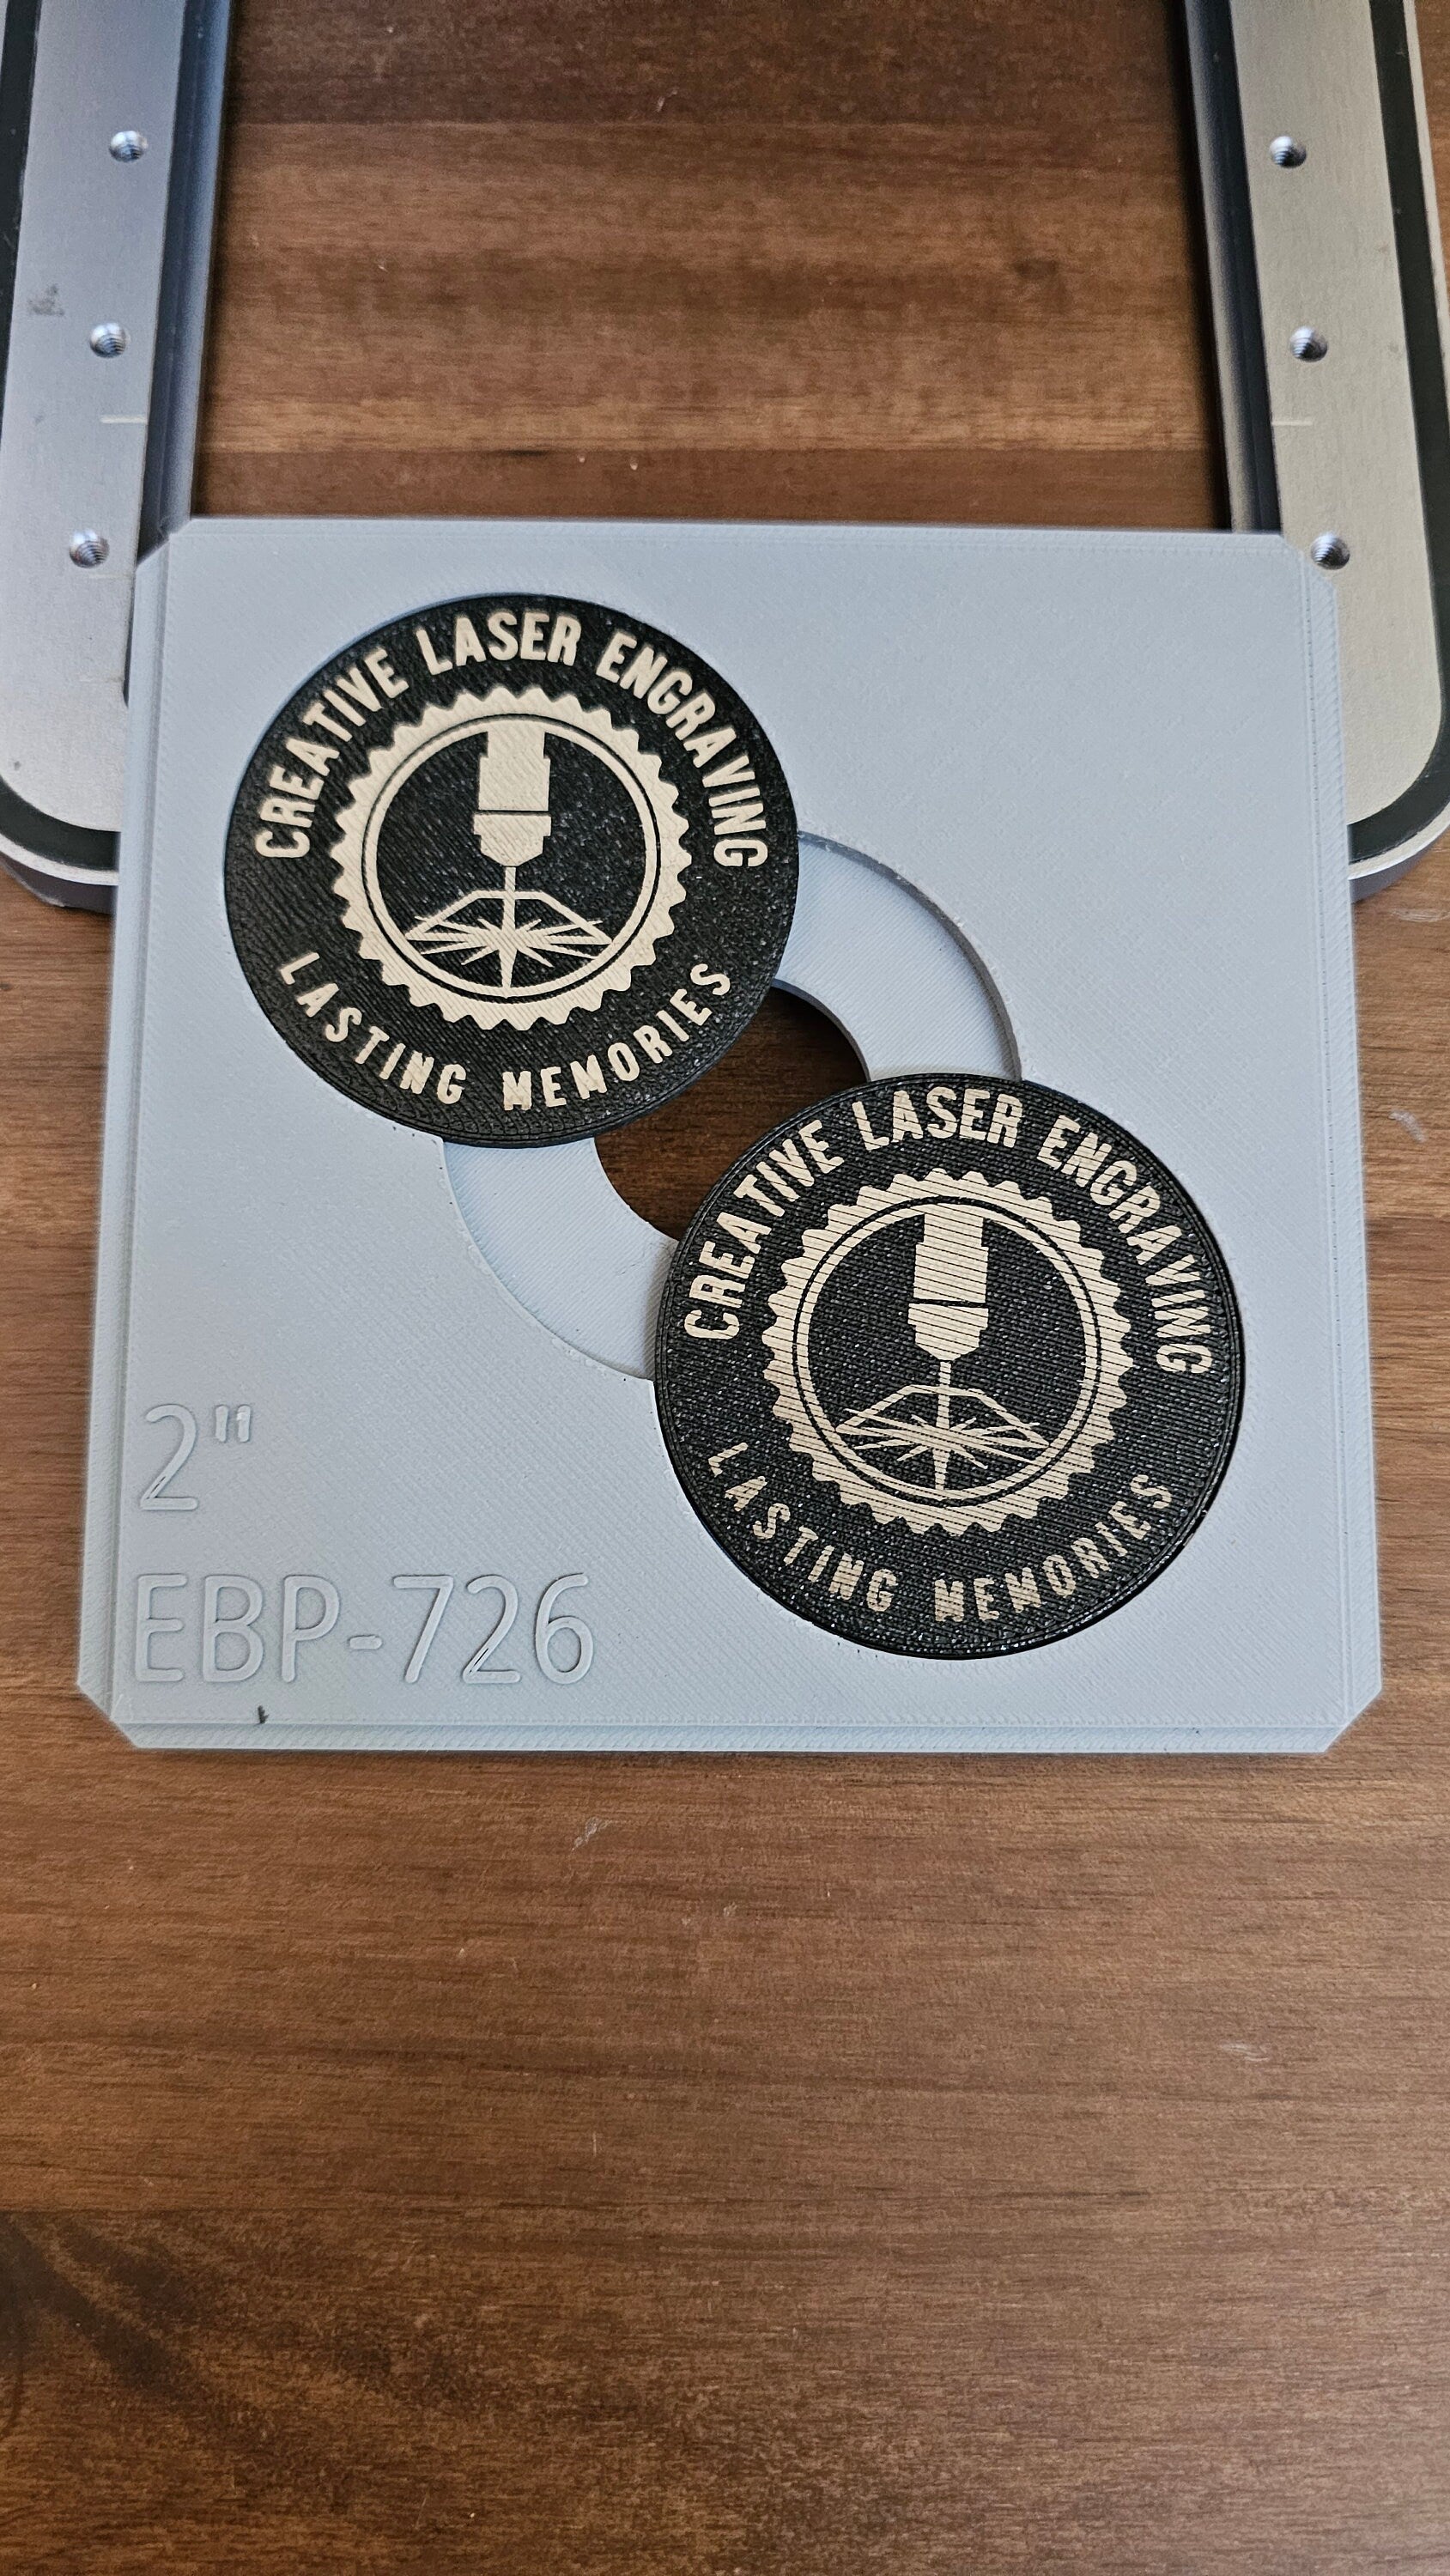 CREATIVE LASER ENGRAVING
LASTING MEMORIES
CREATIVE LASER ENGRAVING
LASTING MEMORIES
2"
EBP-726